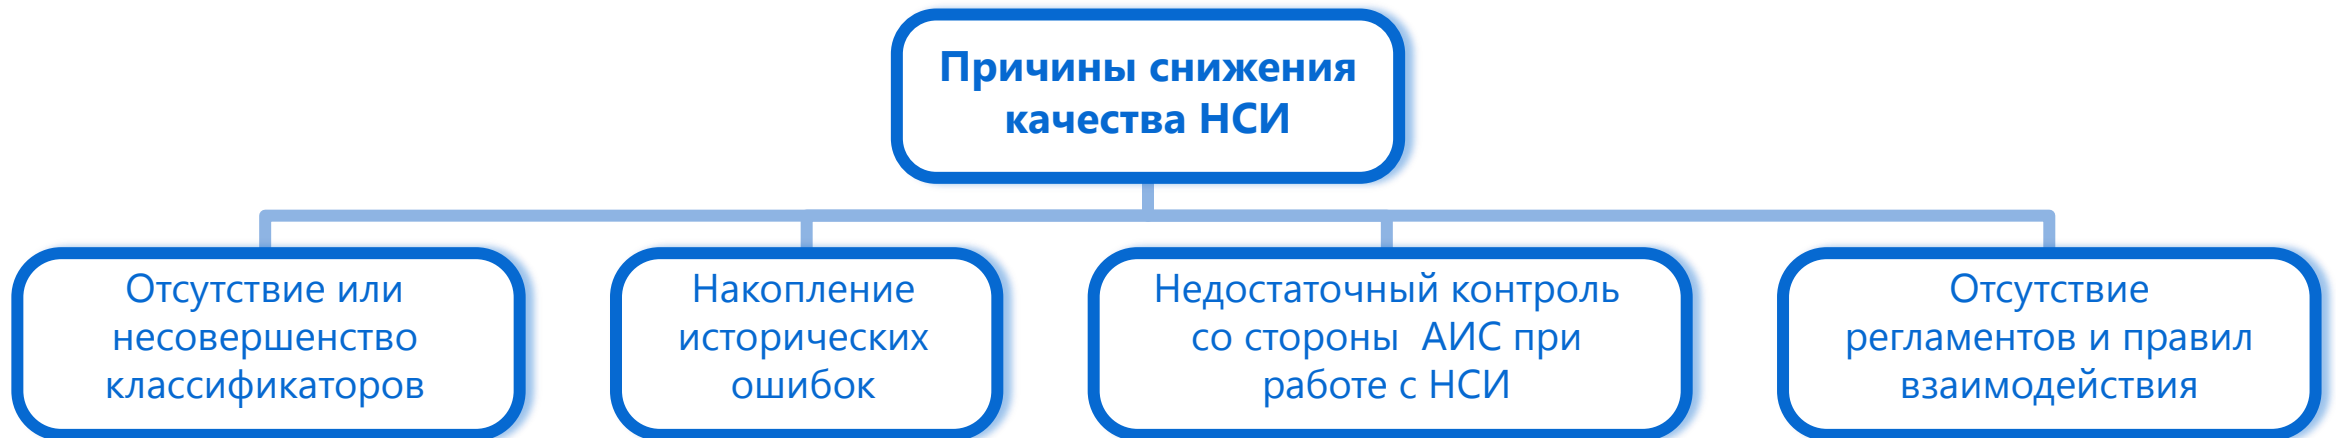 Причины снижения
качества НСИ
Отсутствие или
несовершенство
классификаторов
Накопление
исторических
ошибок
Недостаточный контроль
со стороны  АИС при
работе с НСИ
Отсутствие
регламентов и правил
взаимодействия